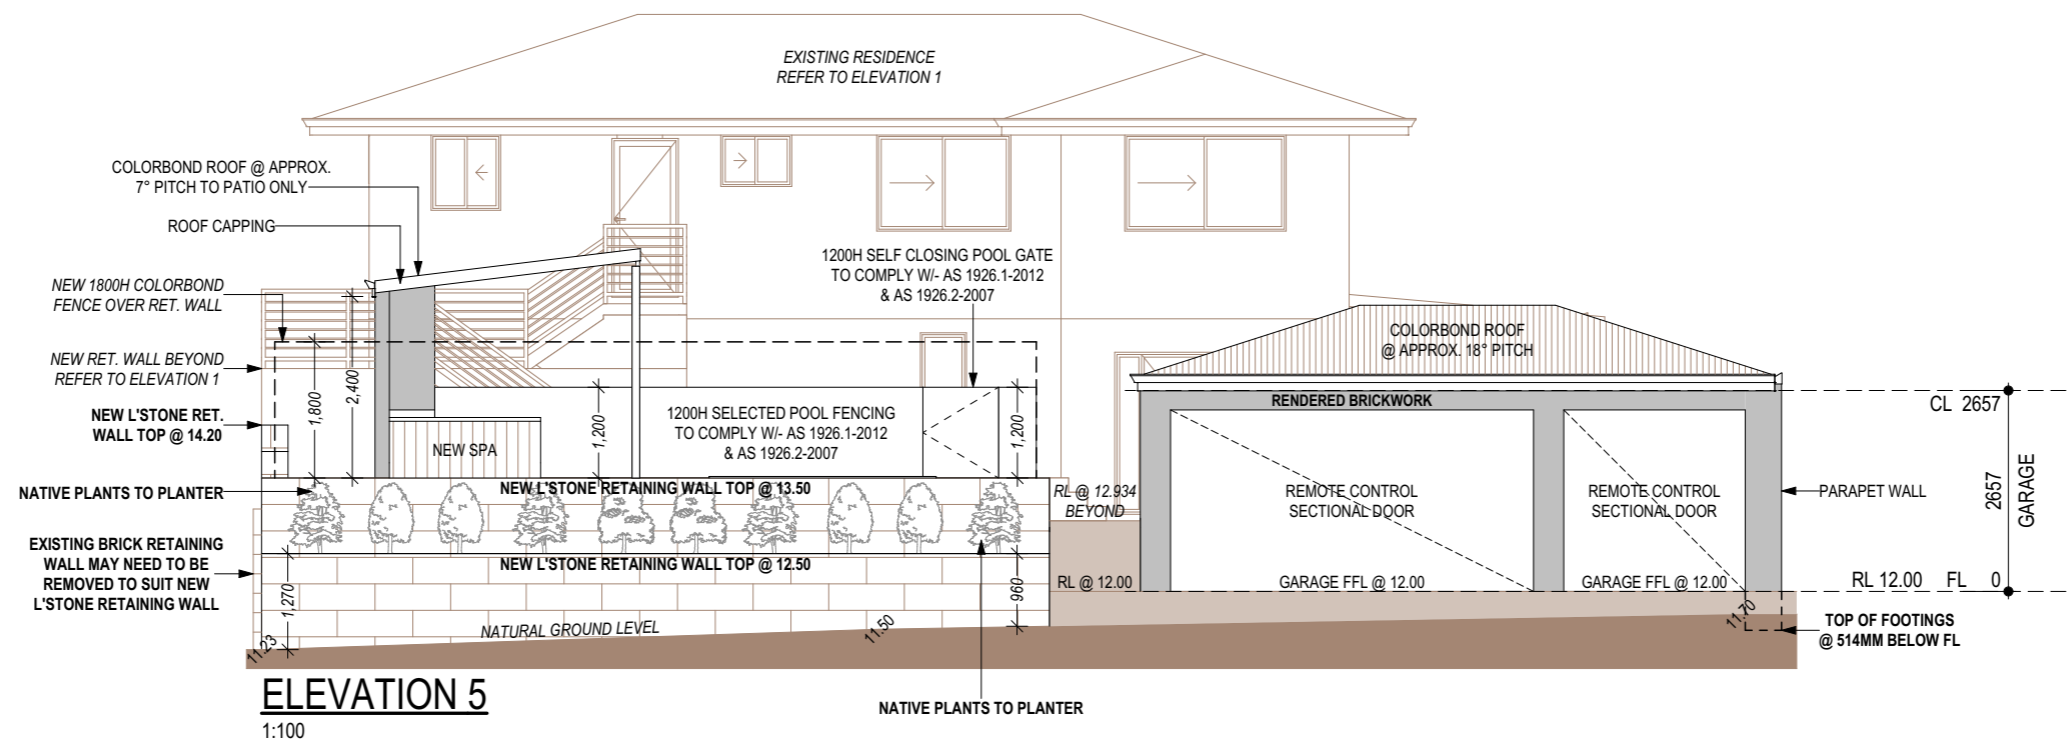 EXISTING RESIDENCE
REFER TO ELEVATION 1
COLORBOND ROOF @ APPROX.
7° PITCH TO PATIO ONLY
ROOF CAPPING
NEW 1800H COLORBOND
FENCE OVER RET. WALL
NEW RET. WALL BEYOND
REFER TO ELEVATION 1
NEW L'STONE RET.
WALL TOP @ 14.20
NATIVE PLANTS TO PLANTER
EXISTING BRICK RETAINING
WALL MAY NEED TO BE
REMOVED TO SUIT NEW
L'STONE RETAINING WALL
1200H SELF CLOSING POOL GATE
TO COMPLY W/- AS 1926.1-2012
& AS 1926.2-2007
1,800
2,400
1,200
1200H SELECTED POOL FENCING
TO COMPLY W/- AS 1926.1-2012
& AS 1926.2-2007
1,200
NEW SPA
NEW L'STONE RETAINING WALL TOP @ 13.50
NEW L'STONE RETAINING WALL TOP @ 12.50
1,270
960
NATURAL GROUND LEVEL
11.23
11.50
11.70
RL @ 12.934
BEYOND
RL @ 12.00
COLORBOND ROOF
@ APPROX. 18° PITCH
RENDERED BRICKWORK
REMOTE CONTROL
SECTIONAL DOOR
REMOTE CONTROL
SECTIONAL DOOR
GARAGE FFL @ 12.00
GARAGE FFL @ 12.00
CL 2657
2657
GARAGE
PARAPET WALL
RL 12.00 FL 0
TOP OF FOOTINGS
@ 514MM BELOW FL
NATIVE PLANTS TO PLANTER
ELEVATION 5
1:100